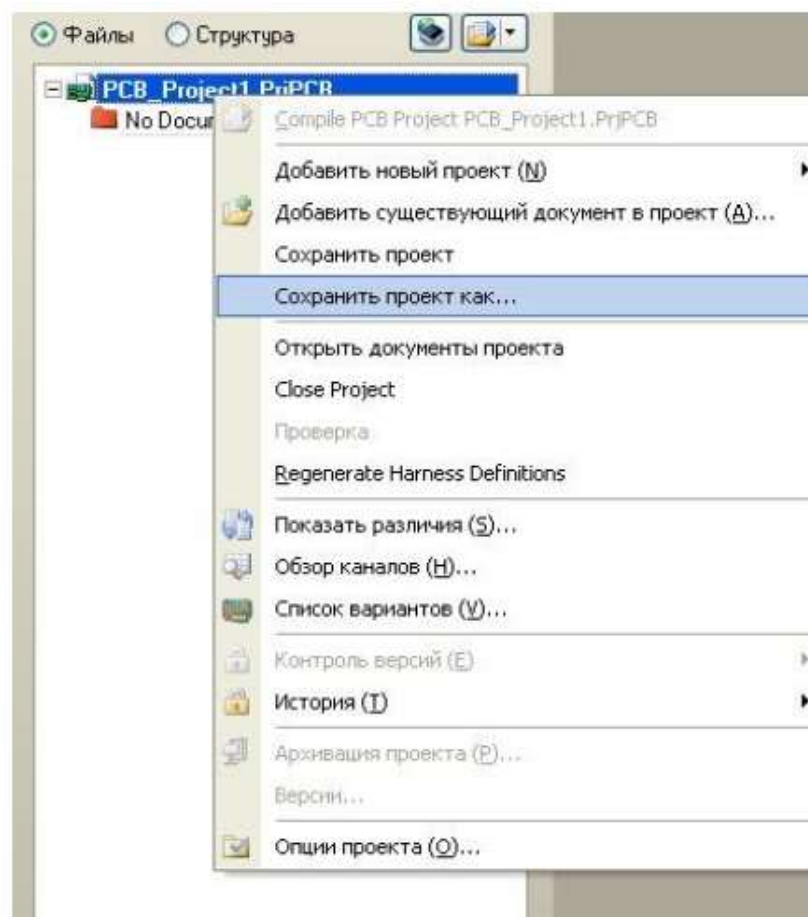 Файлы Структура
PCB_Project1.PrjPCB
No Docum
Compile PCB Project PCB_Project1.PrjPCB
Добавить новый проект (N)
Добавить существующий документ в проект (A)...
Сохранить проект
Сохранить проект как...
Открыть документы проекта
Close Project
Проверка
Regenerate Harness Definitions
Показать различия (S)...
Обзор каналов (H)...
Список вариантов (V)...
Контроль версий (E)
История (T)
Архивация проекта (P)...
Версии...
Опции проекта (O)...